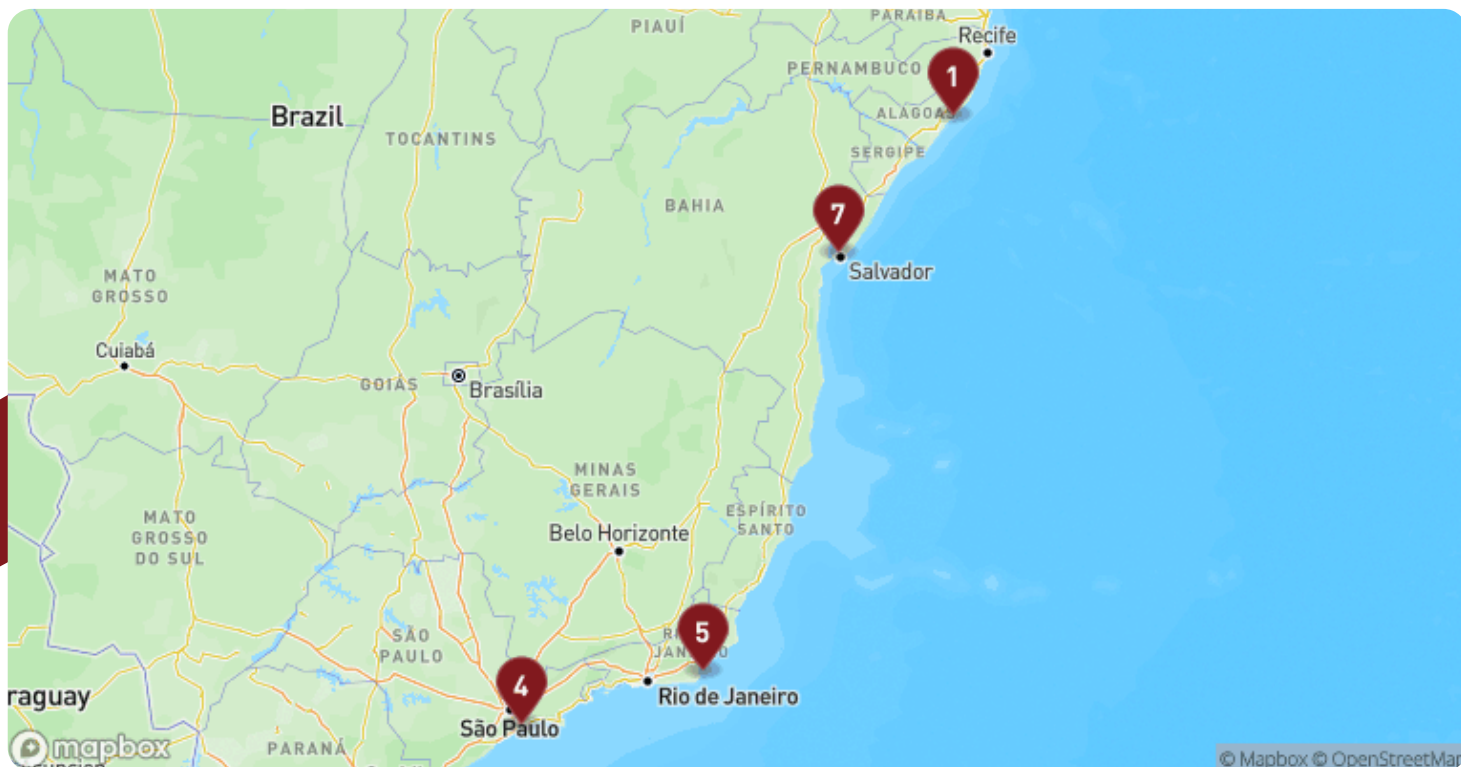 PARAÍBA
PIAUÍ
Recife
PERNAMBUCO
1
Brazil
ALAGOAS
TOCANTINS
SERGIPE
BAHIA
7
Salvador
MATO
GROSSO
Cuiabá
GOIÁS
Brasília
MINAS
GERAIS
MATO
GROSSO
DO SUL
ESPÍRITO
SANTO
Belo Horizonte
SÃO
PAULO
5
JANEIRO
4
raguay
Rio de Janeiro
São Paulo
PARANÁ
mapbox
© Mapbox © OpenStreetMap